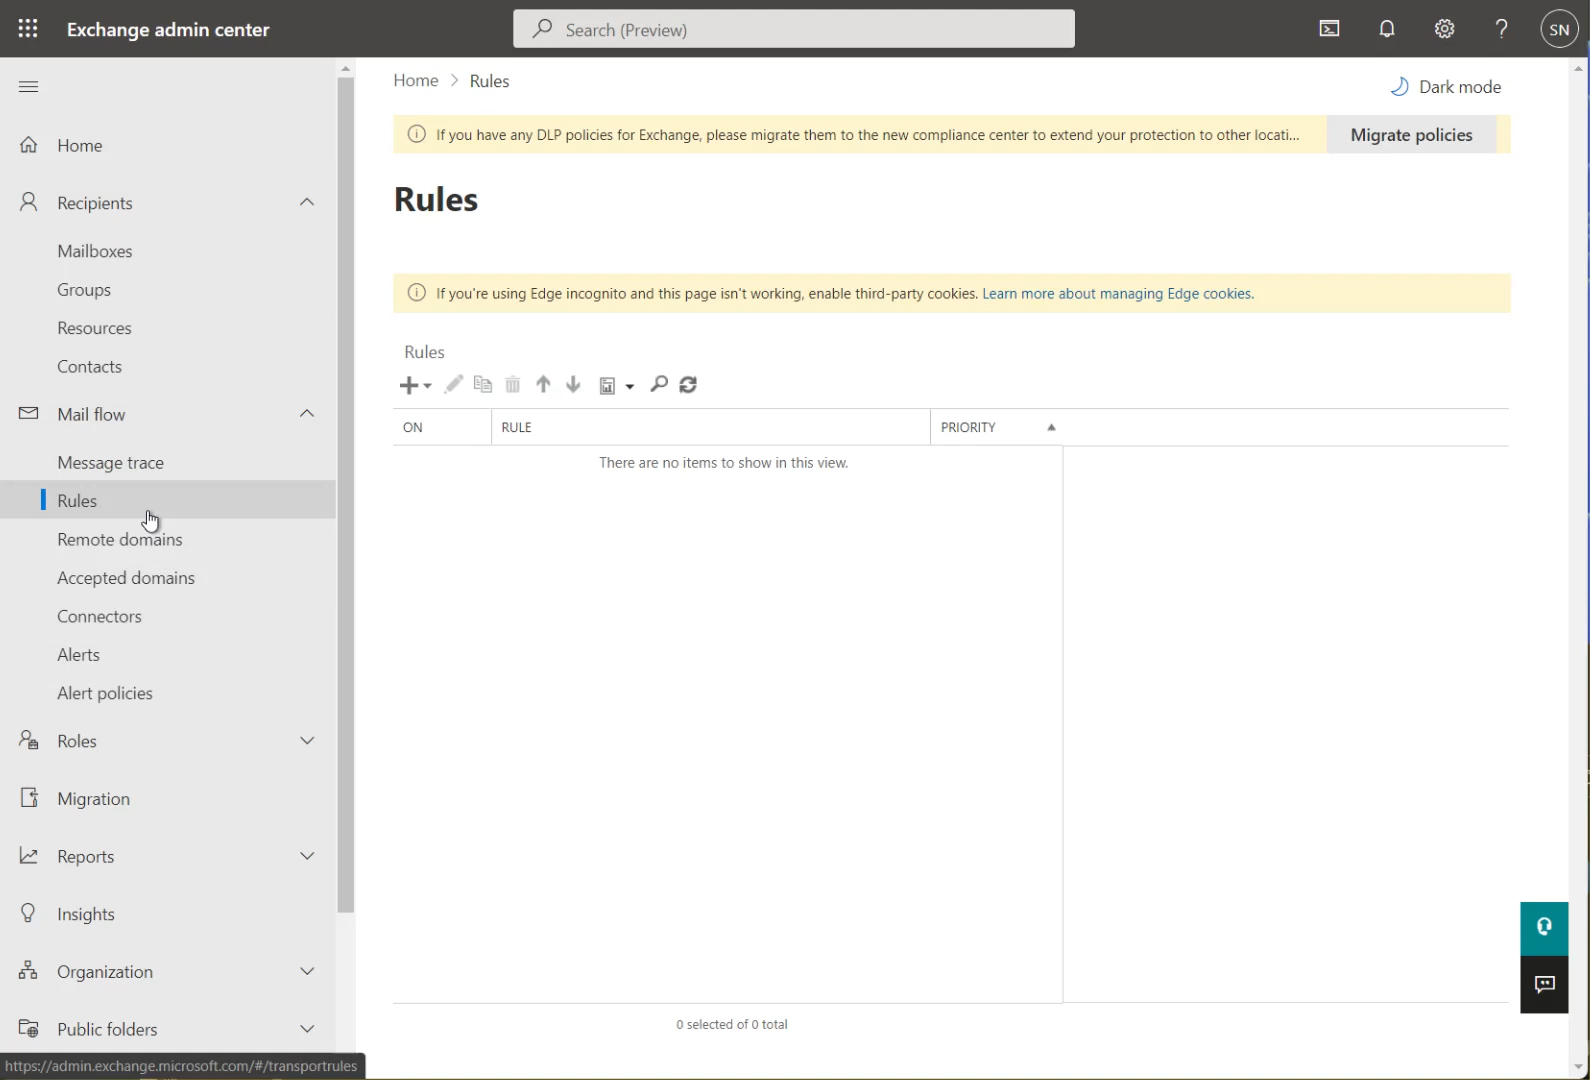 Exchange admin center
Search (Preview)
SN
Home > Rules
Dark mode
If you have any DLP policies for Exchange, please migrate them to the new compliance center to extend your protection to other locati...
Migrate policies
Rules
If you're using Edge incognito and this page isn't working, enable third-party cookies. Learn more about managing Edge cookies.
Rules
ON
RULE
PRIORITY
There are no items to show in this view.
0 selected of 0 total
Home
Recipients
Mailboxes
Groups
Resources
Contacts
Mail flow
Message trace
Rules
Remote domains
Accepted domains
Connectors
Alerts
Alert policies
Roles
Migration
Reports
Insights
Organization
Public folders
https://admin.exchange.microsoft.com/#/transportrules